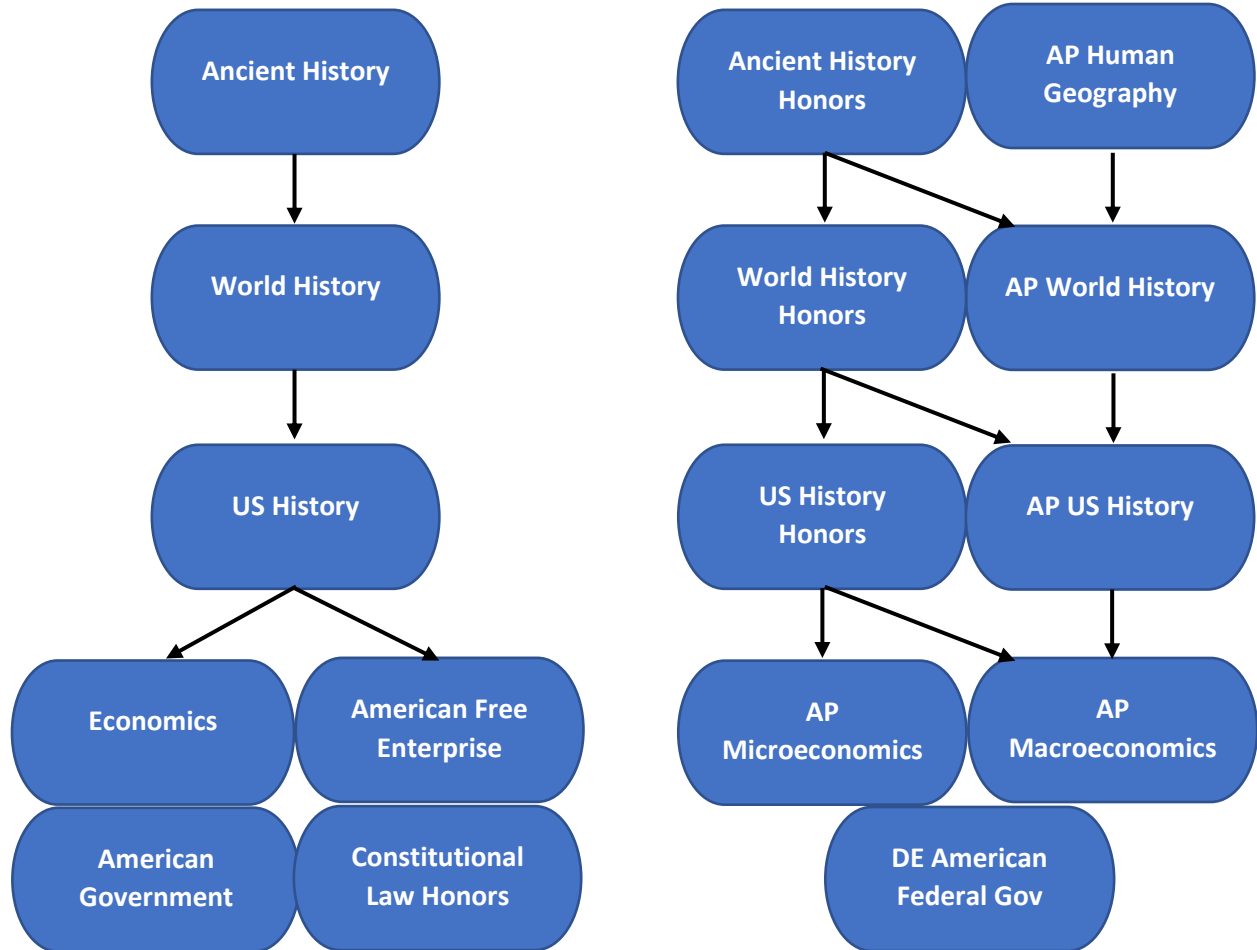 Ancient History
Ancient History
Honors
AP Human
Geography
World History
World History
Honors
AP World History
US History
US History
Honors
AP US History
Economics
American Free
Enterprise
AP
Microeconomics
AP
Macroeconomics
American
Government
Constitutional
Law Honors
DE American
Federal Gov